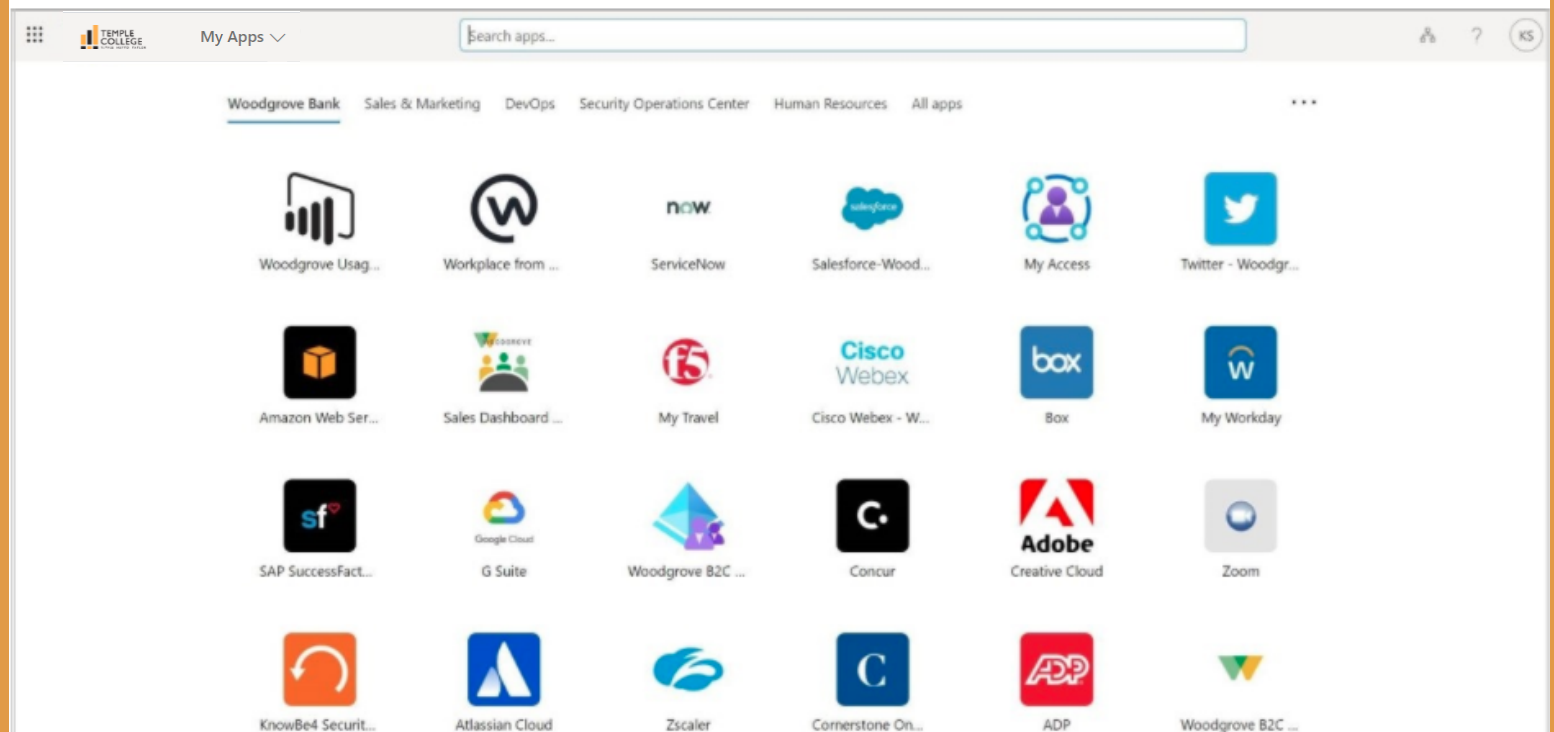 TEMPLE
COLLEGE
My Apps
Search apps...
KS
Woodgrove Bank Sales & Marketing DevOps Security Operations Center Human Resources All apps
now
salesforce
Woodgrove Usag... Workplace from ... ServiceNow Salesforce-Wood... My Access Twitter - Woodgr...
WOODGROVE
f5
Cisco
Webex
box
Amazon Web Ser... Sales Dashboard ... My Travel Cisco Webex - W... Box My Workday
sf
Google Cloud
C.
Adobe
SAP SuccessFact... G Suite Woodgrove B2C ... Concur Creative Cloud Zoom
C
ADP
KnowBe4 Securit... Atlassian Cloud Zscaler Cornerstone On... ADP Woodgrove B2C ...